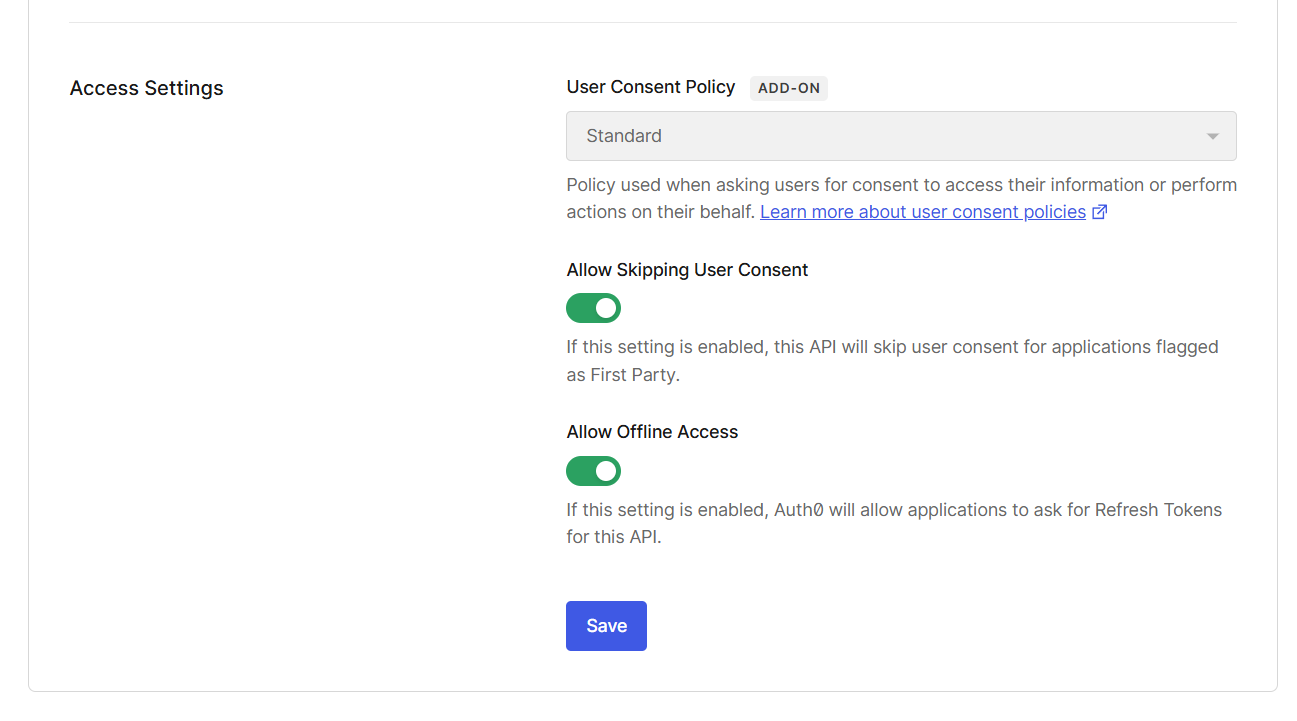 Access Settings
User Consent Policy ADD-ON
Standard
Policy used when asking users for consent to access their information or perform
actions on their behalf. Learn more about user consent policies
Allow Skipping User Consent
If this setting is enabled, this API will skip user consent for applications flagged
as First Party.
Allow Offline Access
If this setting is enabled, Auth0 will allow applications to ask for Refresh Tokens
for this API.
Save